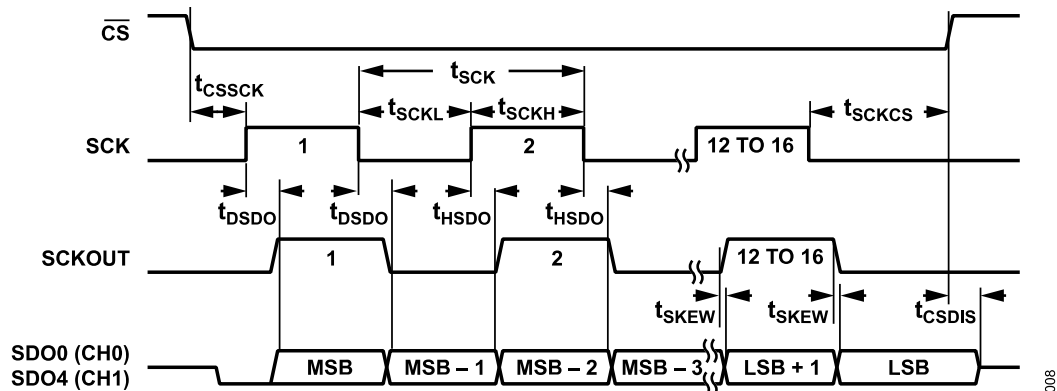 CS
tSCK
tCSSCK
tSCKL
tSCKH
tSCKCS
SCK
1
2
12 TO 16
tDSDO
tDSDO
tHSDO
tHSDO
SCKOUT
1
2
12 TO 16
tSKEW
tSKEW
tCSDIS
SDO0 (CH0)
SDO4 (CH1)
MSB
MSB – 1
MSB – 2
MSB – 3
LSB + 1
LSB
008